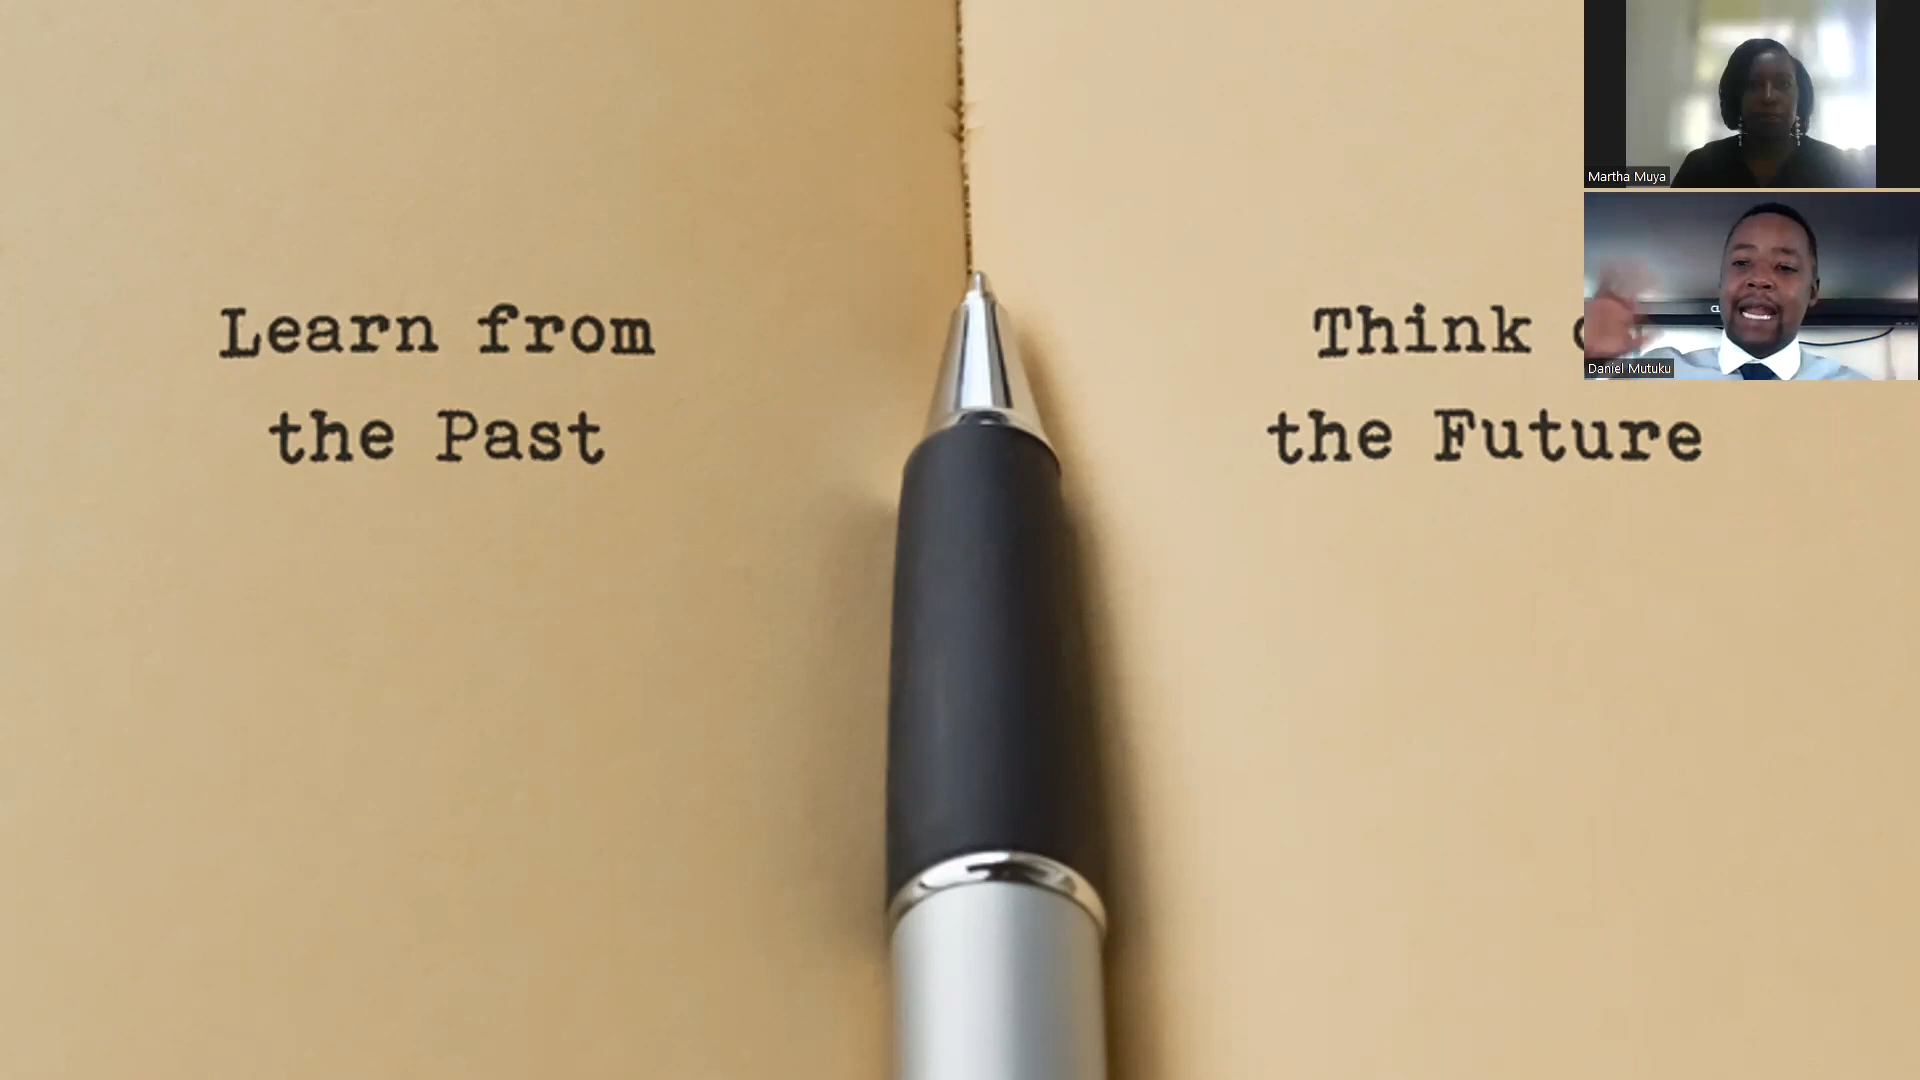 Learn from
the Past
Think
the Future
Martha Muya
Daniel Mutuku